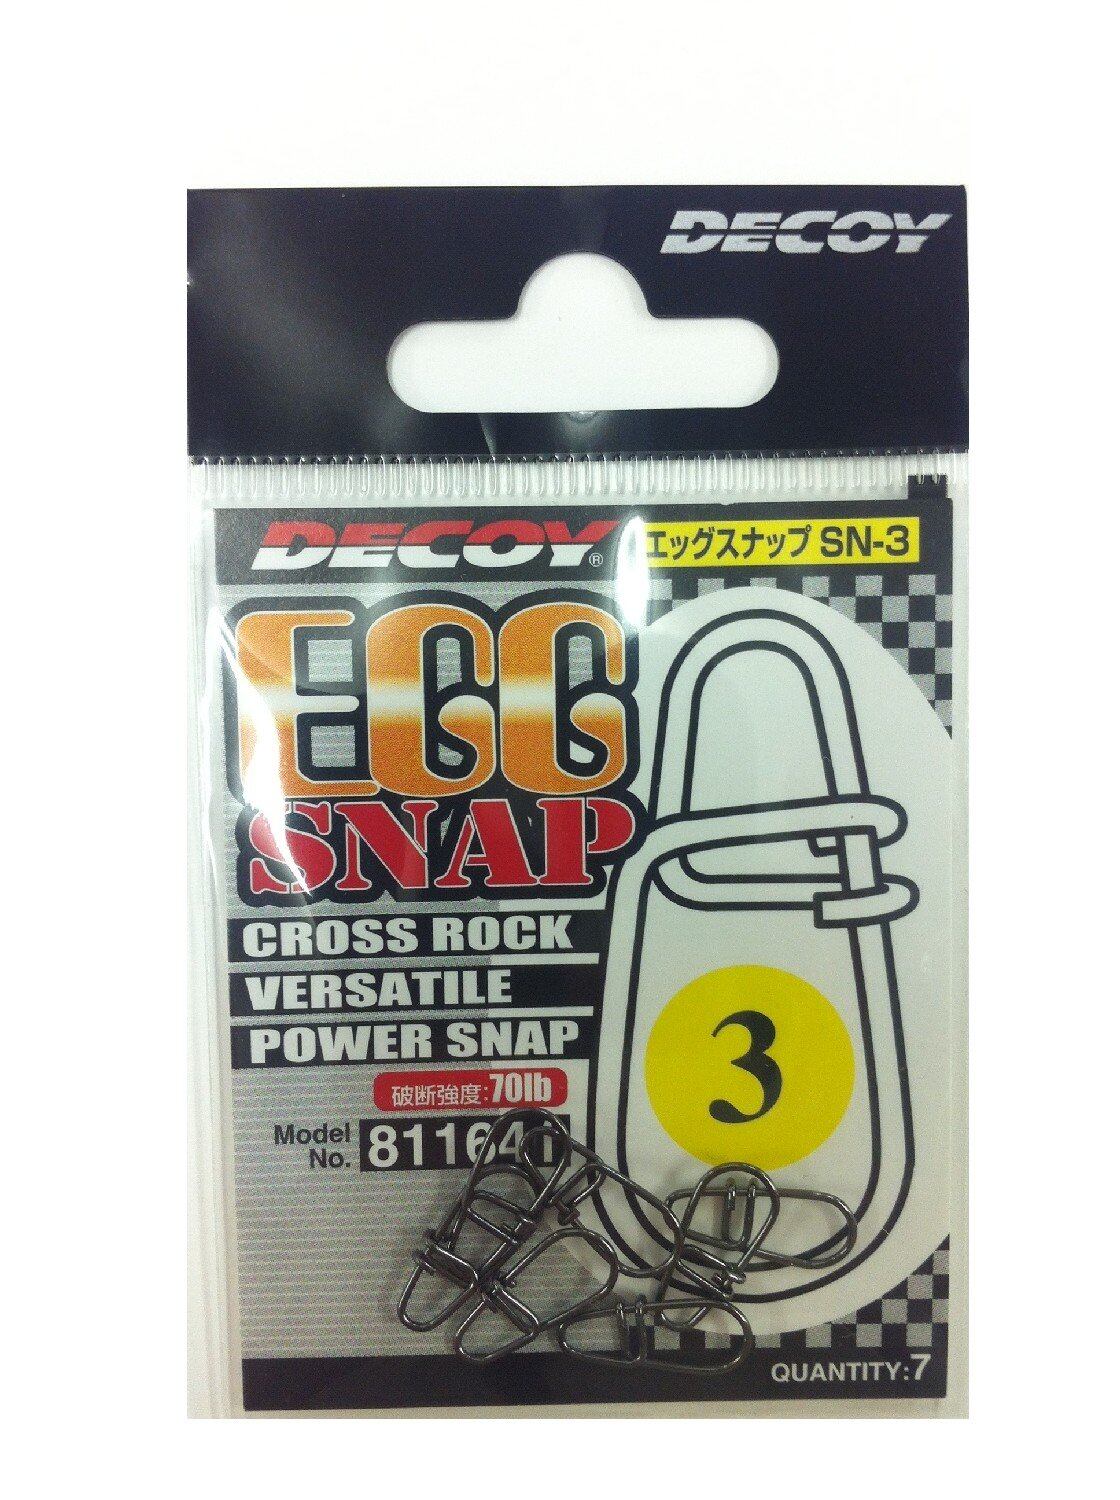 DECOY
DECOY®
エッグスナップ SN-3
EGG
SNAP
CROSS ROCK
VERSATILE
POWER SNAP
3
破断強度:70lb
Model
No. 811641
QUANTITY:7